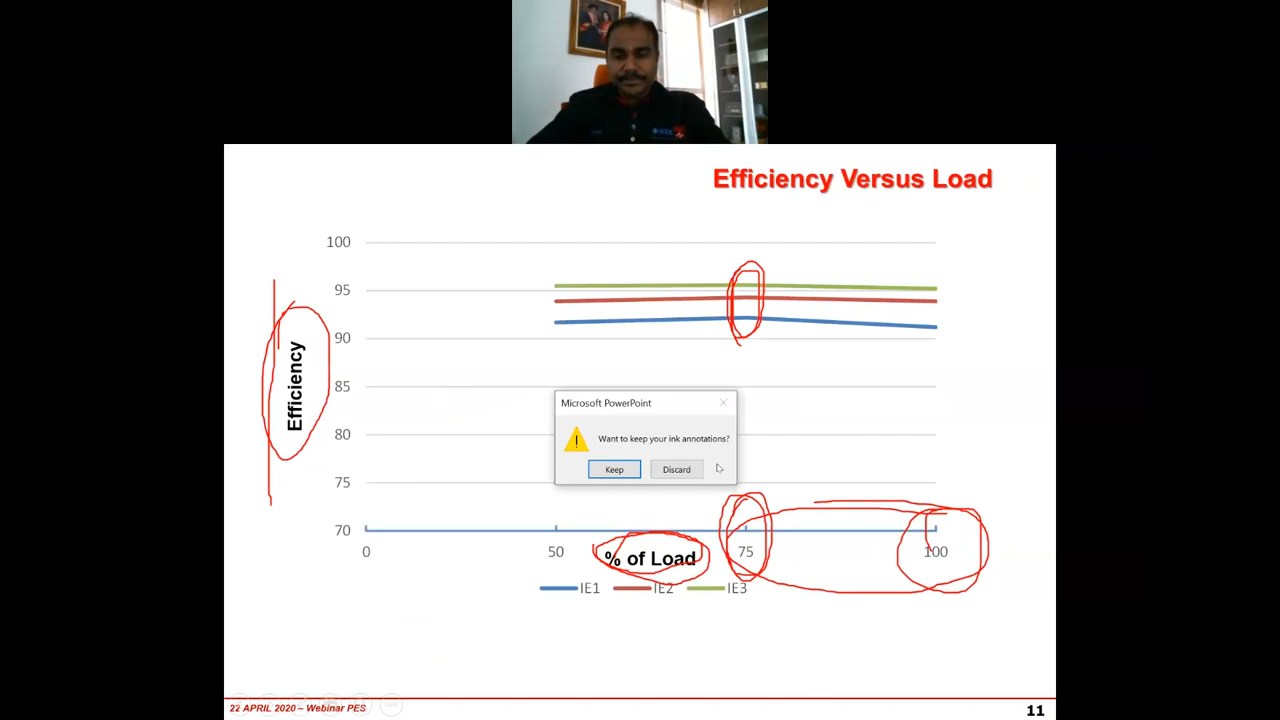 IEEE
Efficiency Versus Load
100
95
90
85
80
75
70
Efficiency
Microsoft PowerPoint
Want to keep your ink annotations?
Keep
Discard
0
50
75
100
% of Load
IE1
IE2
IE3
22 APRIL 2020 – Webinar PES
11